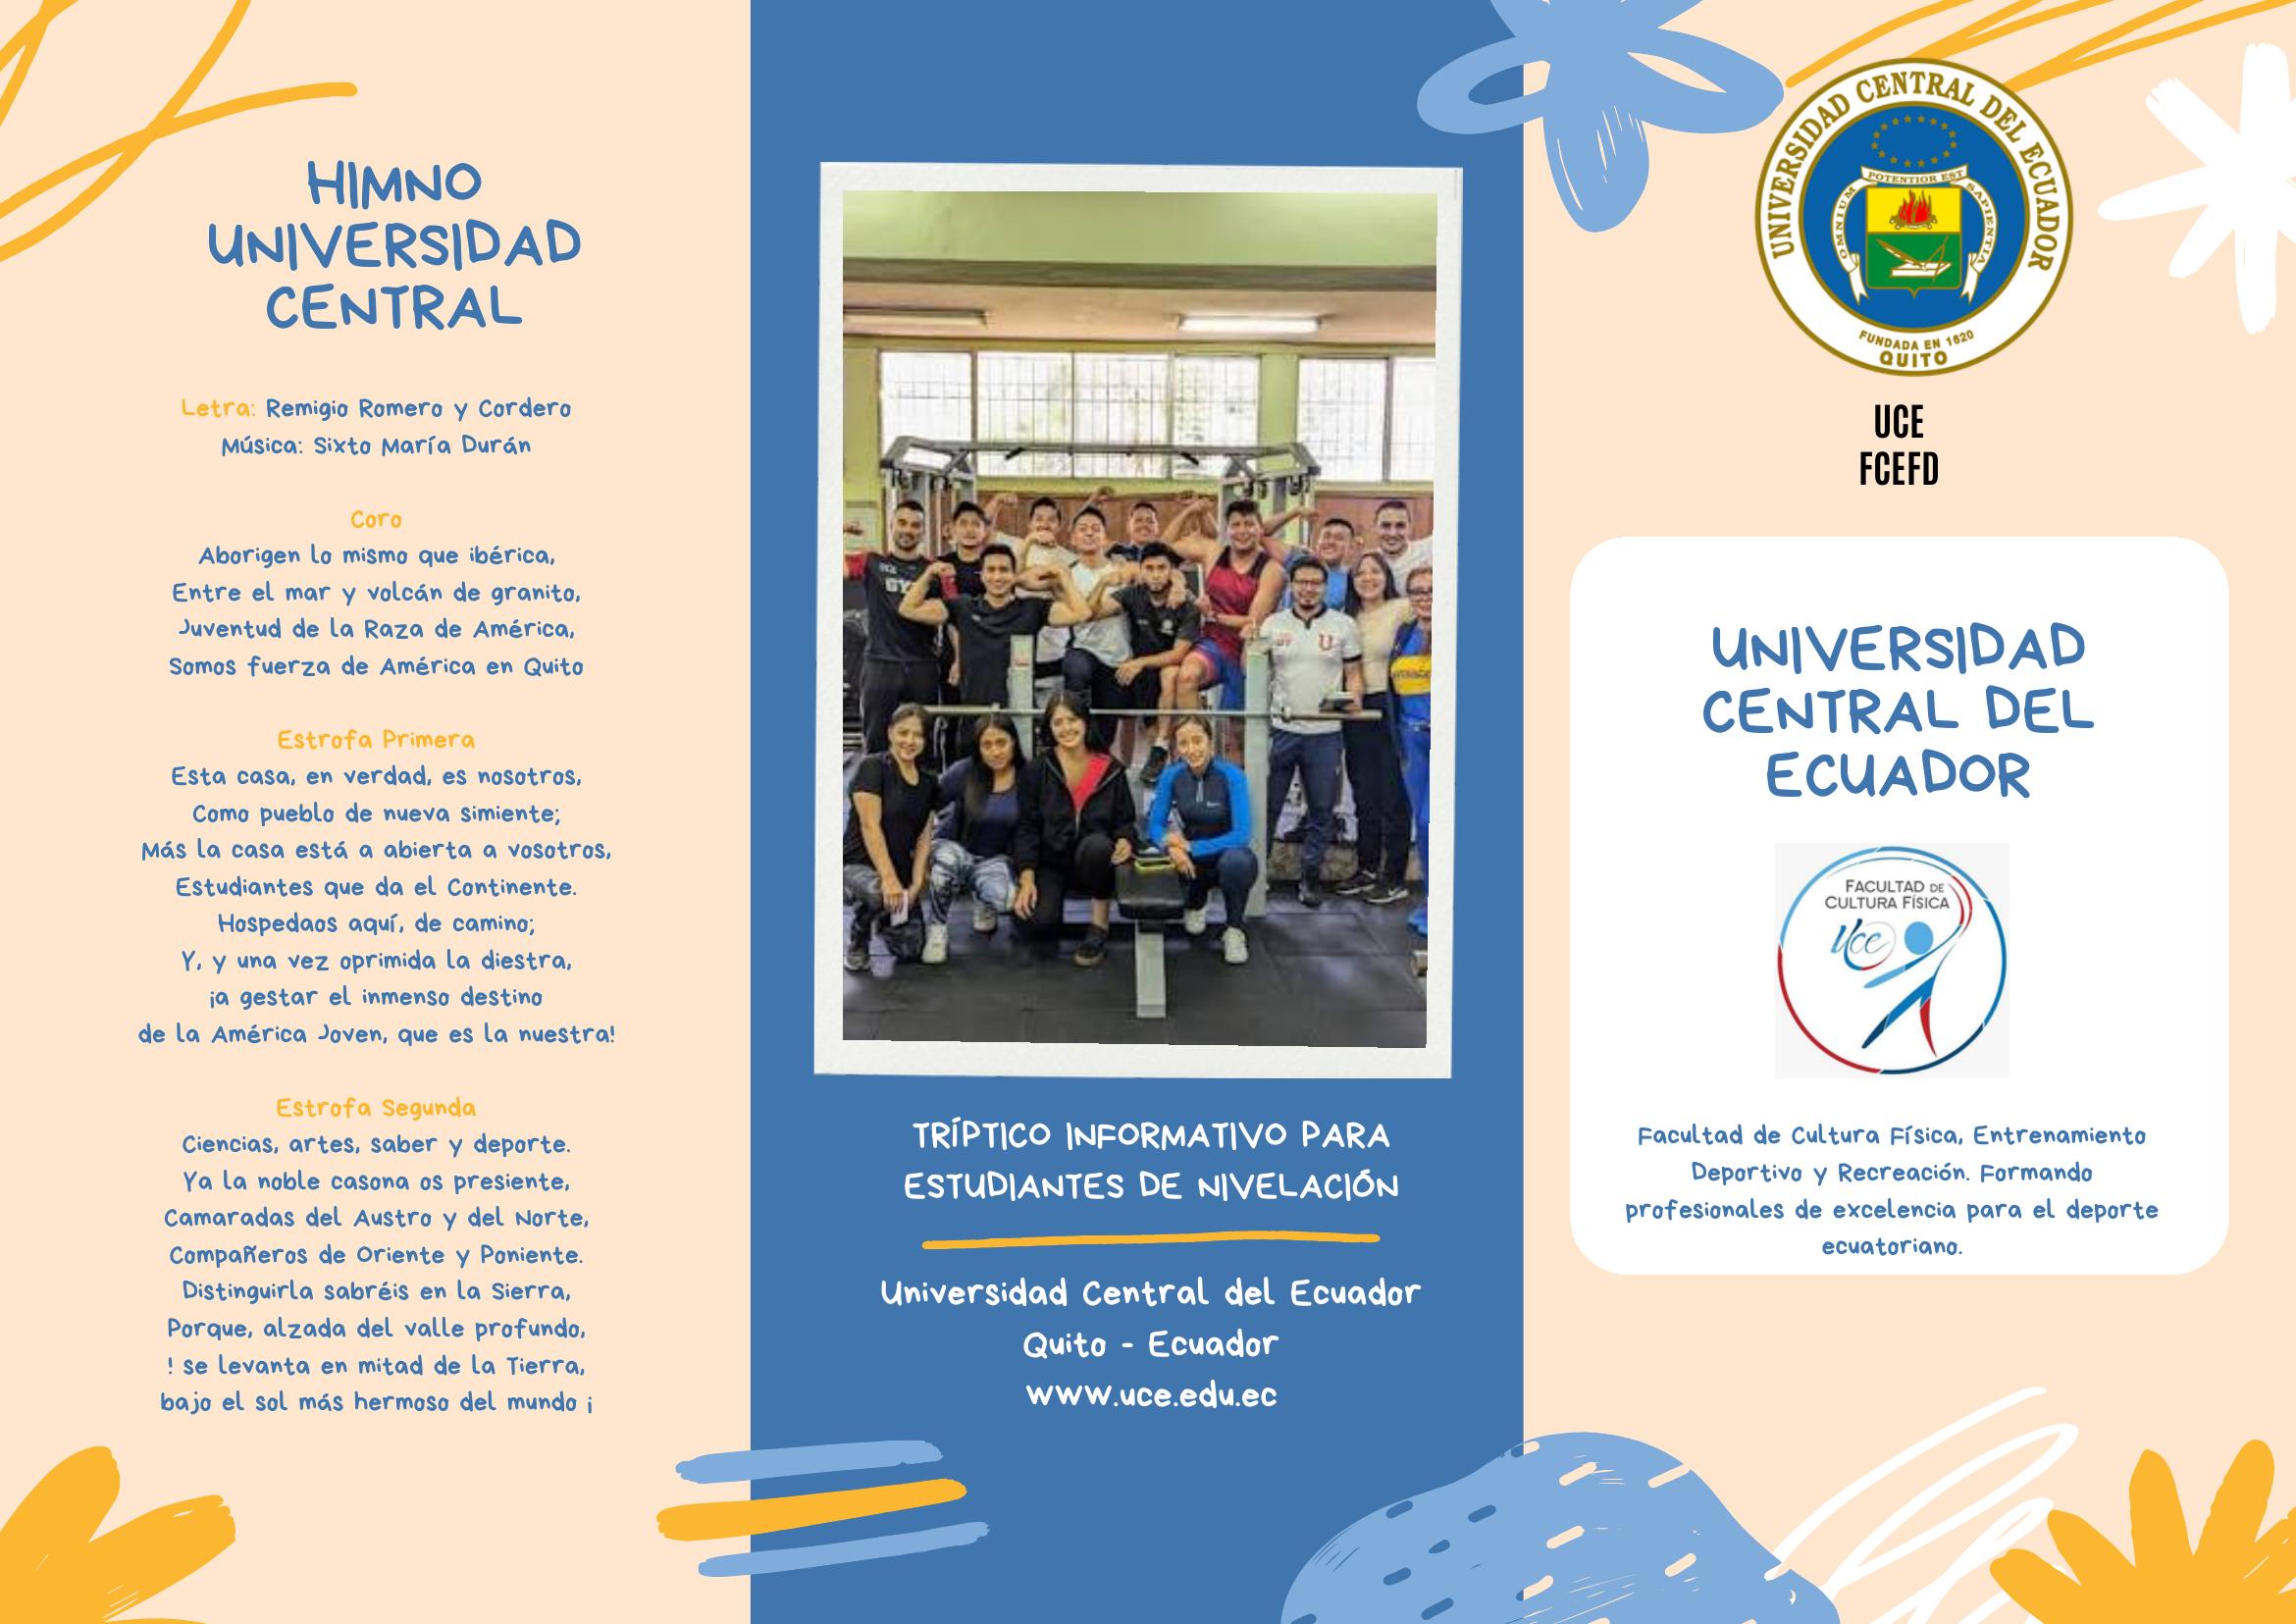 HIMNO
UNIVERSIDAD
CENTRAL
Letra: Remigio Romero y Cordero
Música: Sixto María Durán
Coro
Aborigen lo mismo que ibérica,
Entre el mar y volcán de granito,
Juventud de la Raza de América,
Somos fuerza de América en Quito
Estrofa Primera
Esta casa, en verdad, es nosotros,
Como pueblo de nueva simiente;
Más la casa está a abierta a vosotros,
Estudiantes que da el Continente.
Hospedaos aquí, de camino;
Y, y una vez oprimida la diestra,
¡a gestar el inmenso destino
de la América Joven, que es la nuestra!
Estrofa Segunda
Ciencias, artes, saber y deporte.
Ya la noble casona os presiente,
Camaradas del Austro y del Norte,
Compañeros de Oriente y Poniente.
Distinguirla sabréis en la Sierra,
Porque, alzada del valle profundo,
! se levanta en mitad de la Tierra,
bajo el sol más hermoso del mundo ¡
U
TRÍPTICO INFORMATIVO PARA
ESTUDIANTES DE NIVELACIÓN
Universidad Central del Ecuador
Quito - Ecuador
www.uce.edu.ec
UNIVERSIDAD CENTRAL DEL ECUADOR
OMNIUM POTENTIOR EST SAPIENTIA
FUNDADA EN 1620
QUITO
UCE
FCEFD
UNIVERSIDAD
CENTRAL DEL
ECUADOR
FACULTAD DE
CULTURA FÍSICA
Uce
Facultad de Cultura Física, Entrenamiento
Deportivo y Recreación. Formando
profesionales de excelencia para el deporte
ecuatoriano.